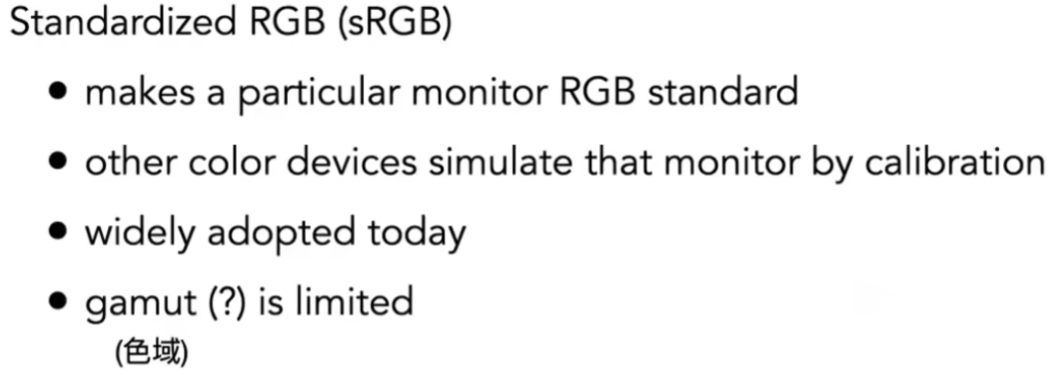 Standardized RGB (sRGB)
• makes a particular monitor RGB standard
• other color devices simulate that monitor by calibration
• widely adopted today
• gamut (?) is limited
(色域)